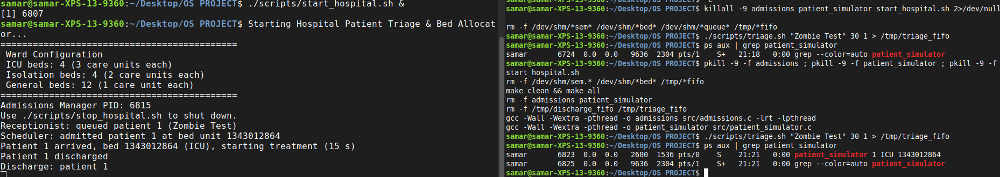 samar@samar-XPS-13-9360:~/Desktop/OS PROJECT$ ./scripts/start_hospital.sh &
[1] 6807
samar@samar-XPS-13-9360:~/Desktop/OS PROJECT$ Starting Hospital Patient Triage & Bed Allocat
or...
============================================
 Ward Configuration
 ICU beds: 4 (3 care units each)
 Isolation beds: 4 (2 care units each)
 General beds: 12 (1 care unit each)
============================================
Admissions Manager PID: 6815
Use ./scripts/stop_hospital.sh to shut down.
Receptionist: queued patient 1 (Zombie Test)
Scheduler: admitted patient 1 at bed unit 1343012864
Patient 1 arrived, bed 1343012864 (ICU), starting treatment (15 s)
Patient 1 discharged
Discharge: patient 1
samar@samar-XPS-13-9360:~/Desktop/OS PROJECT$ killall -9 admissions patient_simulator start_hospital.sh 2>/dev/null
rm -f /dev/shm/*sem* /dev/shm/*bed* /dev/shm/*queue* /tmp/*fifo
samar@samar-XPS-13-9360:~/Desktop/OS PROJECT$ ./scripts/triage.sh "Zombie Test" 30 1 > /tmp/triage_fifo
samar@samar-XPS-13-9360:~/Desktop/OS PROJECT$ ps aux | grep patient_simulator
samar       6724  0.0  0.0   9636  2304 pts/1    S+   21:18   0:00 grep --color=auto patient_simulator
samar@samar-XPS-13-9360:~/Desktop/OS PROJECT$ pkill -9 -f admissions ; pkill -9 -f patient_simulator ; pkill -9 -f
start_hospital.sh
rm -f /dev/shm/sem.* /dev/shm/*bed* /tmp/*fifo
make clean && make all
rm -f admissions patient_simulator
rm -f /tmp/discharge_fifo /tmp/triage_fifo
gcc -Wall -Wextra -pthread -o admissions src/admissions.c -lrt -lpthread
gcc -Wall -Wextra -pthread -o patient_simulator src/patient_simulator.c
samar@samar-XPS-13-9360:~/Desktop/OS PROJECT$ ./scripts/triage.sh "Zombie Test" 30 1 > /tmp/triage_fifo
samar@samar-XPS-13-9360:~/Desktop/OS PROJECT$ ps aux | grep patient_simulator
samar       6823  0.0  0.0   2680  1536 pts/0    S    21:21   0:00 patient_simulator 1 ICU 1343012864
samar       6825  0.0  0.0   9636  2304 pts/1    S+   21:21   0:00 grep --color=auto patient_simulator
samar@samar-XPS-13-9360:~/Desktop/OS PROJECT$